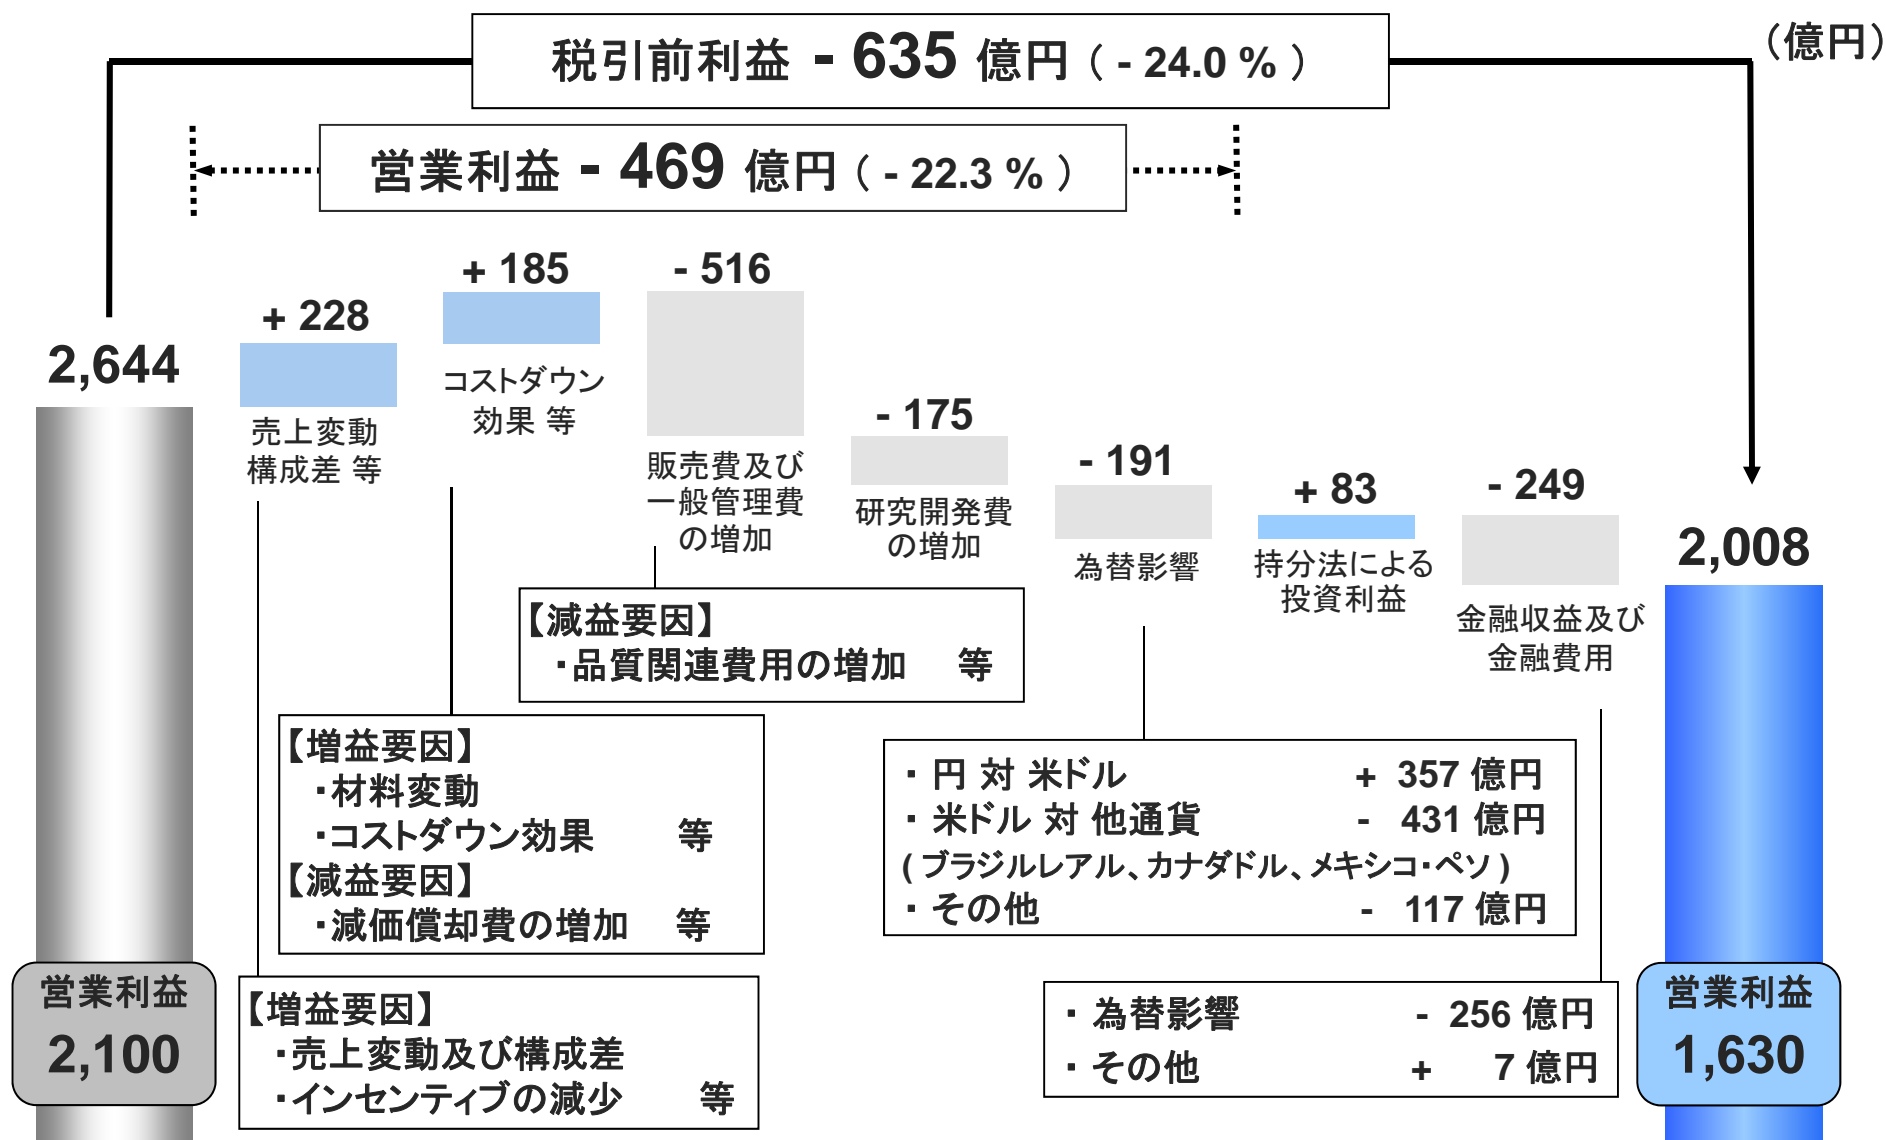 (億円)
税引前利益 - 635 億円 ( - 24.0 % )
営業利益 - 469 億円 ( - 22.3 % )
2,644
+ 228
売上変動
構成差 等
+ 185
コストダウン
効果 等
- 516
販売費及び
一般管理費
の増加
- 175
研究開発費
の増加
- 191
為替影響
+ 83
持分法による
投資利益
- 249
金融収益及び
金融費用
2,008
【減益要因】
・品質関連費用の増加 等
【増益要因】
・材料変動
・コストダウン効果 等
【減益要因】
・減価償却費の増加 等
・ 円 対 米ドル + 357 億円
・ 米ドル 対 他通貨 - 431 億円
( ブラジルレアル、カナダドル、メキシコ・ペソ )
・ その他 - 117 億円
営業利益
2,100
【増益要因】
・売上変動及び構成差
・インセンティブの減少 等
・ 為替影響 - 256 億円
・ その他 + 7 億円
営業利益
1,630